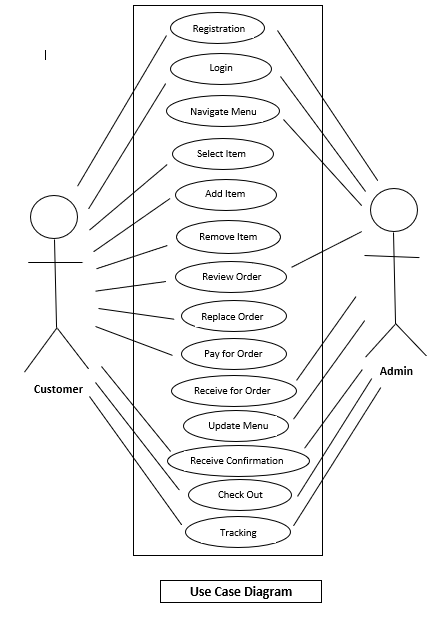 Registration
Login
Navigate Menu
Select Item
Add Item
Remove Item
Review Order
Replace Order
Pay for Order
Receive for Order
Update Menu
Receive Confirmation
Check Out
Tracking
Customer
Admin
Use Case Diagram